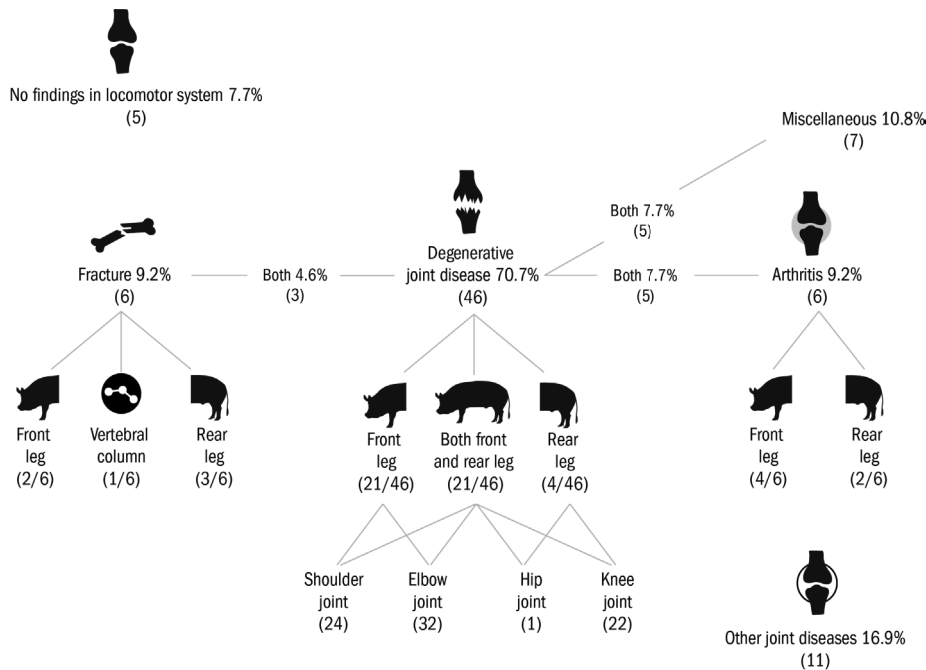 No findings in locomotor system 7.7%
(5)
Miscellaneous 10.8%
(7)
Both 7.7%
(5)
Fracture 9.2%
(6)
Both 4.6%
(3)
Degenerative
joint disease 70.7%
(46)
Both 7.7%
(5)
Arthritis 9.2%
(6)
Front
leg
(2/6)
Vertebral
column
(1/6)
Rear
leg
(3/6)
Front
leg
(21/46)
Both front
and rear leg
(21/46)
Rear
leg
(4/46)
Front
leg
(4/6)
Rear
leg
(2/6)
Shoulder
joint
(24)
Elbow
joint
(32)
Hip
joint
(1)
Knee
joint
(22)
Other joint diseases 16.9%
(11)